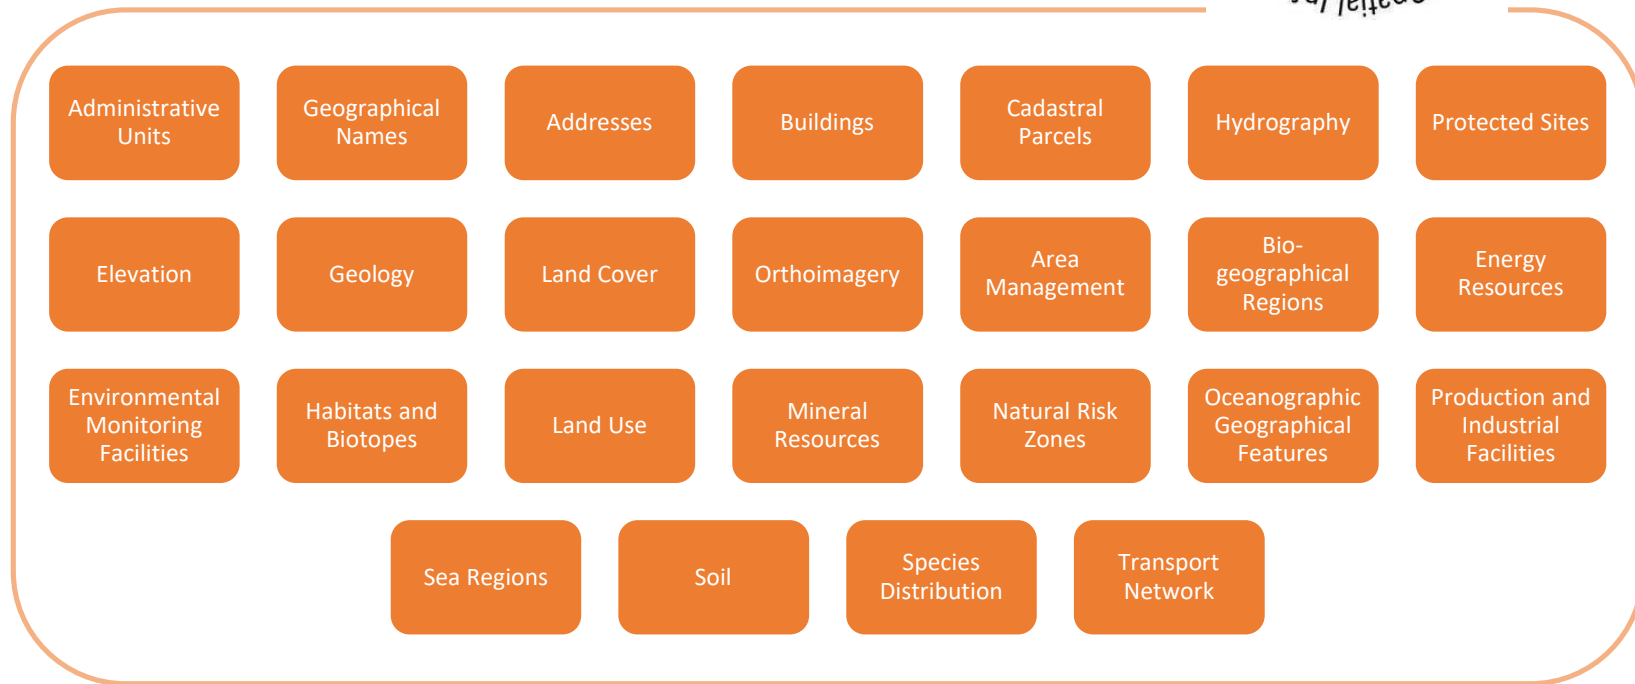 Spatial Inf
Administrative
Units
Geographical
Names
Addresses
Buildings
Cadastral
Parcels
Hydrography
Protected Sites
Elevation
Geology
Land Cover
Orthoimagery
Area
Management
Bio-
geographical
Regions
Energy
Resources
Environmental
Monitoring
Facilities
Habitats and
Biotopes
Land Use
Mineral
Resources
Natural Risk
Zones
Oceanographic
Geographical
Features
Production and
Industrial
Facilities
Sea Regions
Soil
Species
Distribution
Transport
Network